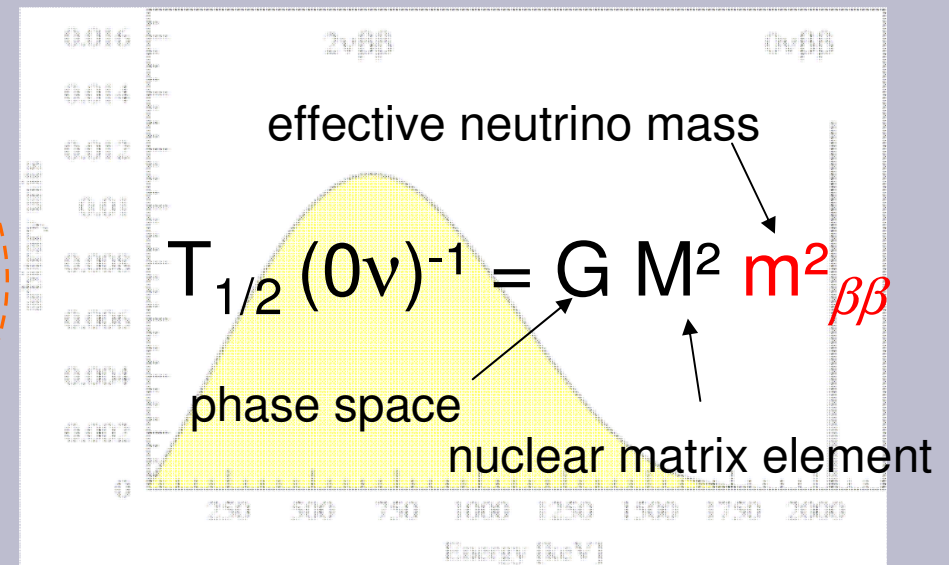 0.016
2νββ
0νββ
0.014
effective neutrino mass
0.012
0.01
T1/2 (0ν)-1 = G M² m²ββ
0.008
0.006
0.004
phase space
0.002
nuclear matrix element
0
250 500 750 1000 1250 1500 1750 2000
Energy [keV]